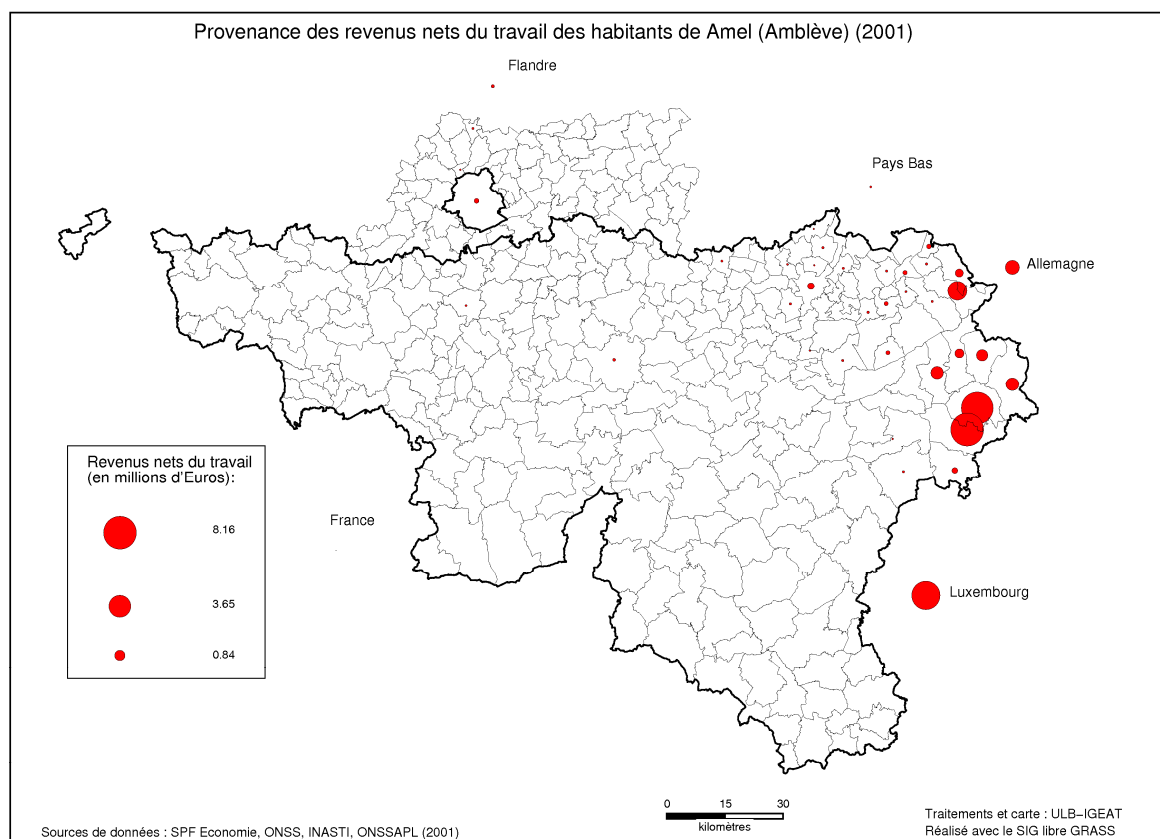 Provenance des revenus nets du travail des habitants de Amel (Amblève) (2001)
Flandre
Pays Bas
Allemagne
Revenus nets du travail
(en millions d'Euros):
8.16
3.65
0.84
France
Luxembourg
0 15 30
kilomètres
Sources de données : SPF Economie, ONSS, INASTI, ONSSAPL (2001)
Traitements et carte : ULB-IGEAT
Réalisé avec le SIG libre GRASS